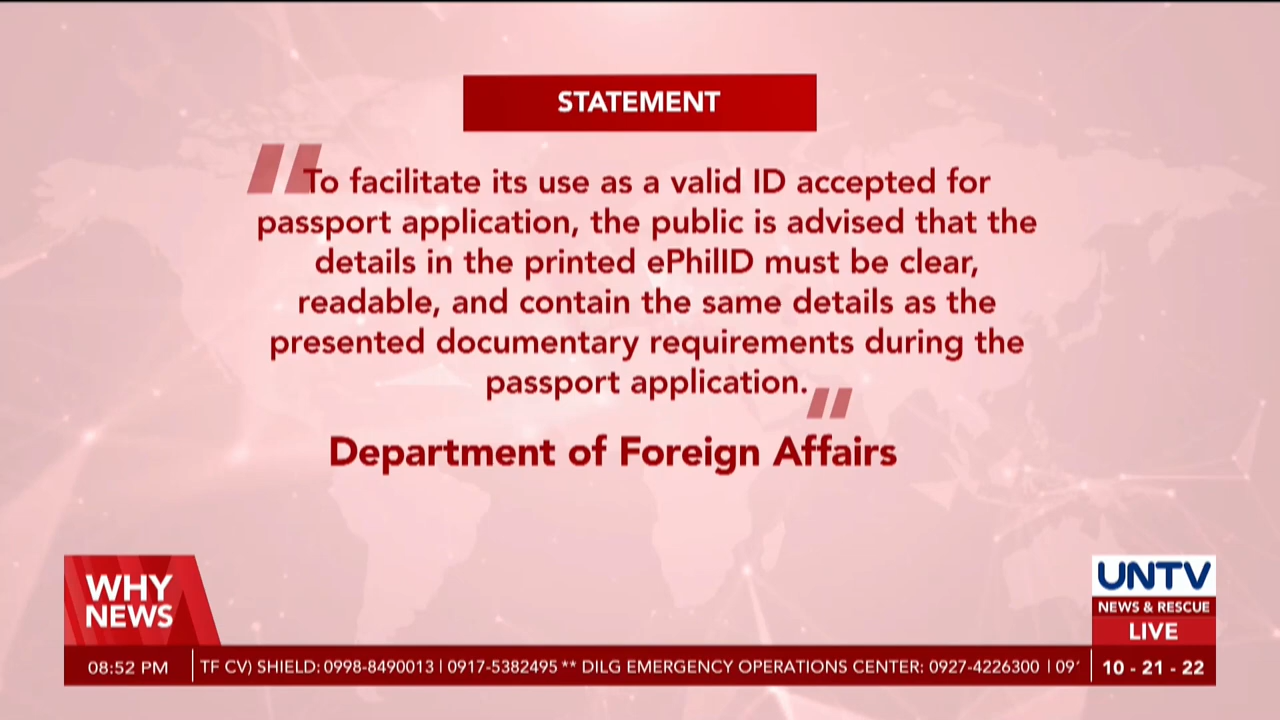 STATEMENT
To facilitate its use as a valid ID accepted for
passport application, the public is advised that the
details in the printed ePhilID must be clear,
readable, and contain the same details as the
presented documentary requirements during the
passport application.
Department of Foreign Affairs
WHY
NEWS
UNTV
NEWS & RESCUE
LIVE
08:52 PM
TF CV) SHIELD: 0998-8490013 | 0917-5382495 ** DILG EMERGENCY OPERATIONS CENTER: 0927-4226300 | 091
10 - 21 - 22